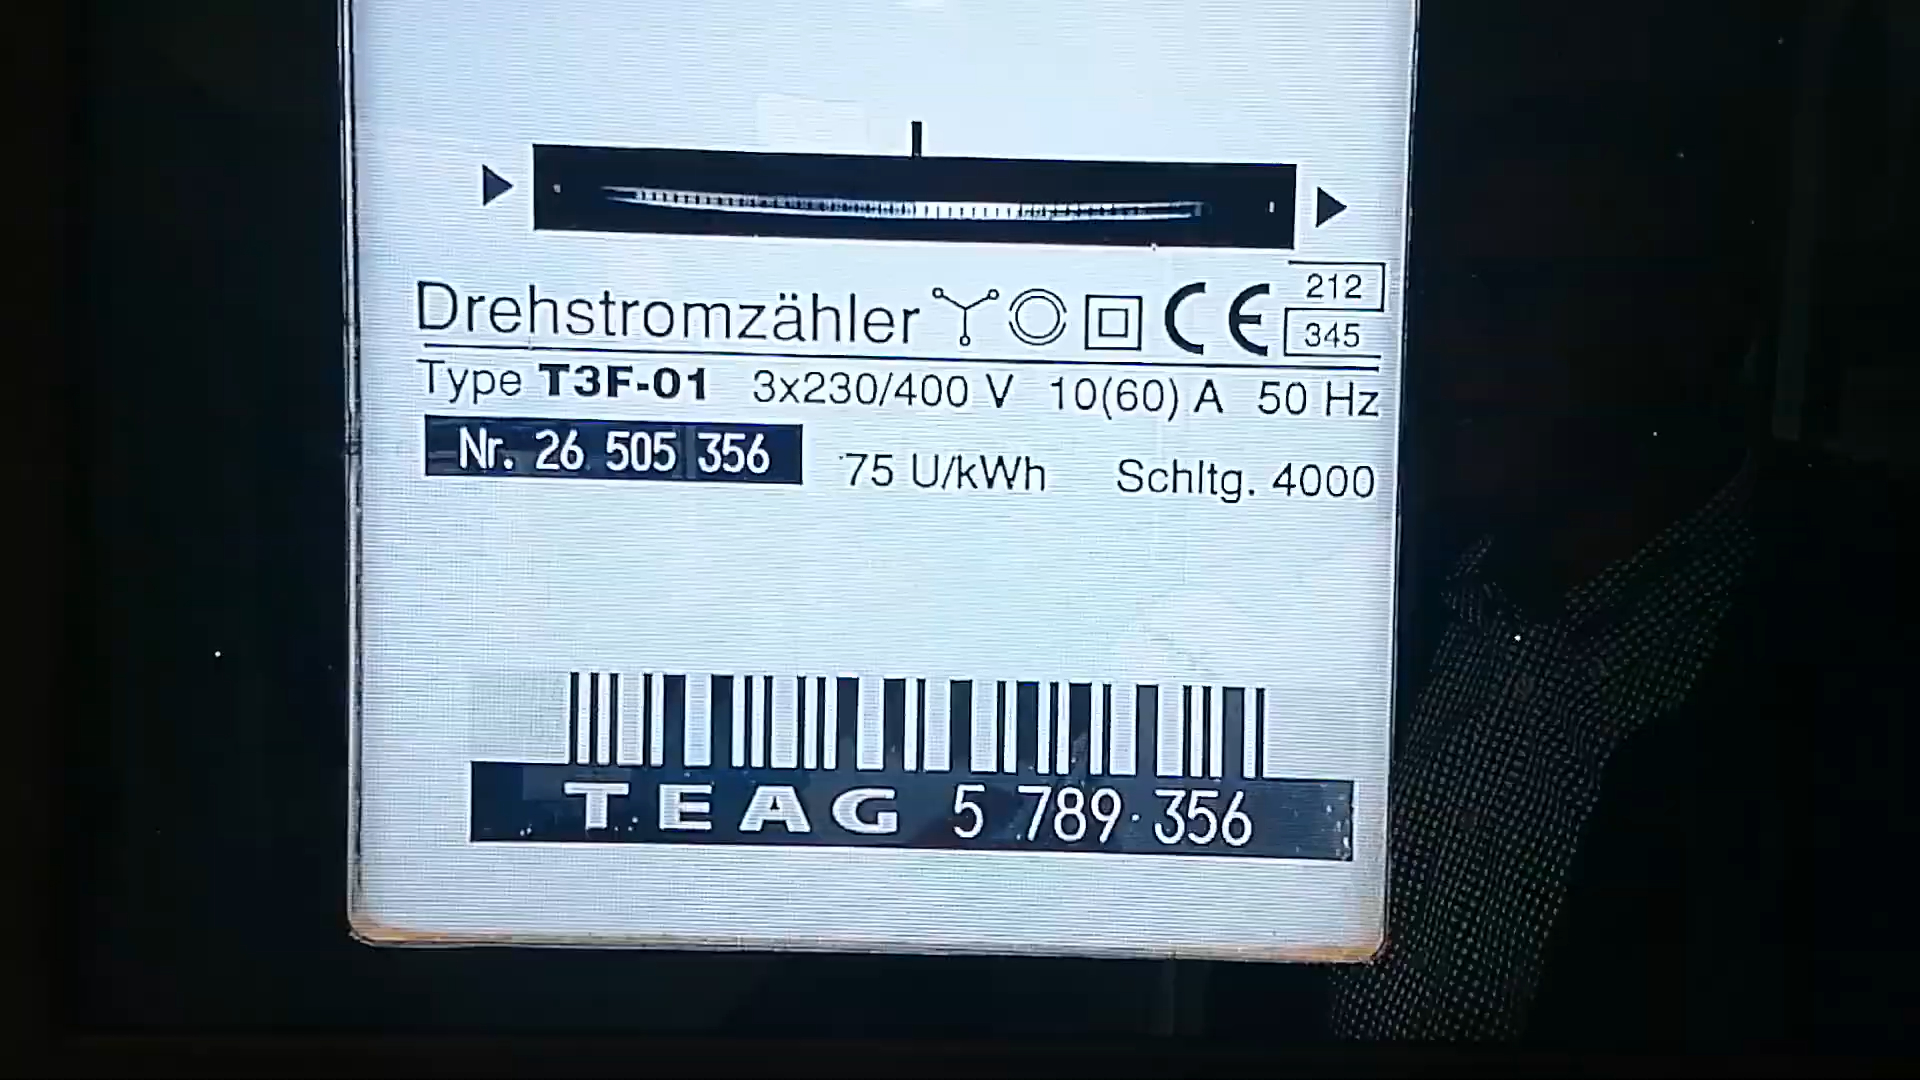 Drehstromzähler CE 212
345
Type T3F-01 3x230/400 V 10(60) A 50 Hz
Nr. 26 505 356 75 U/kWh Schltg. 4000
TEAG 5 789 356